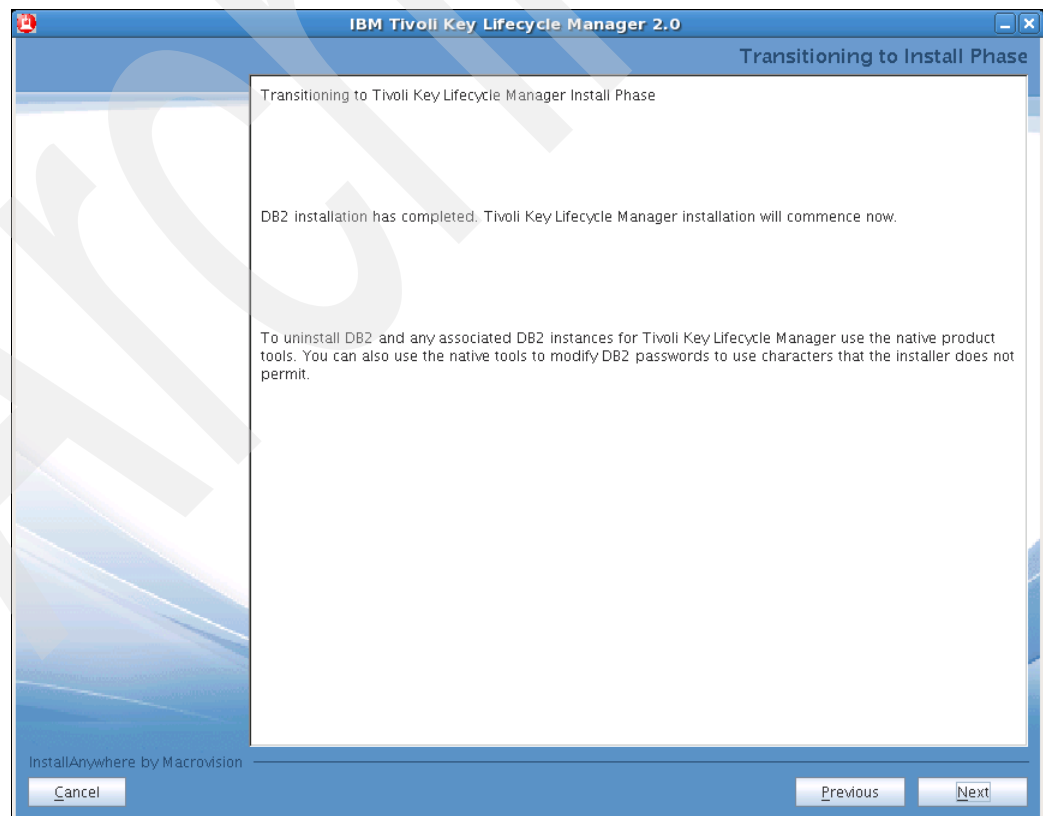 IBM Tivoli Key Lifecycle Manager 2.0
Transitioning to Install Phase
Transitioning to Tivoli Key Lifecycle Manager Install Phase
DB2 installation has completed. Tivoli Key Lifecycle Manager installation will commence now.
To uninstall DB2 and any associated DB2 instances for Tivoli Key Lifecycle Manager use the native product
tools. You can also use the native tools to modify DB2 passwords to use characters that the installer does not
permit.
InstallAnywhere by Macrovision
Cancel
Previous
Next